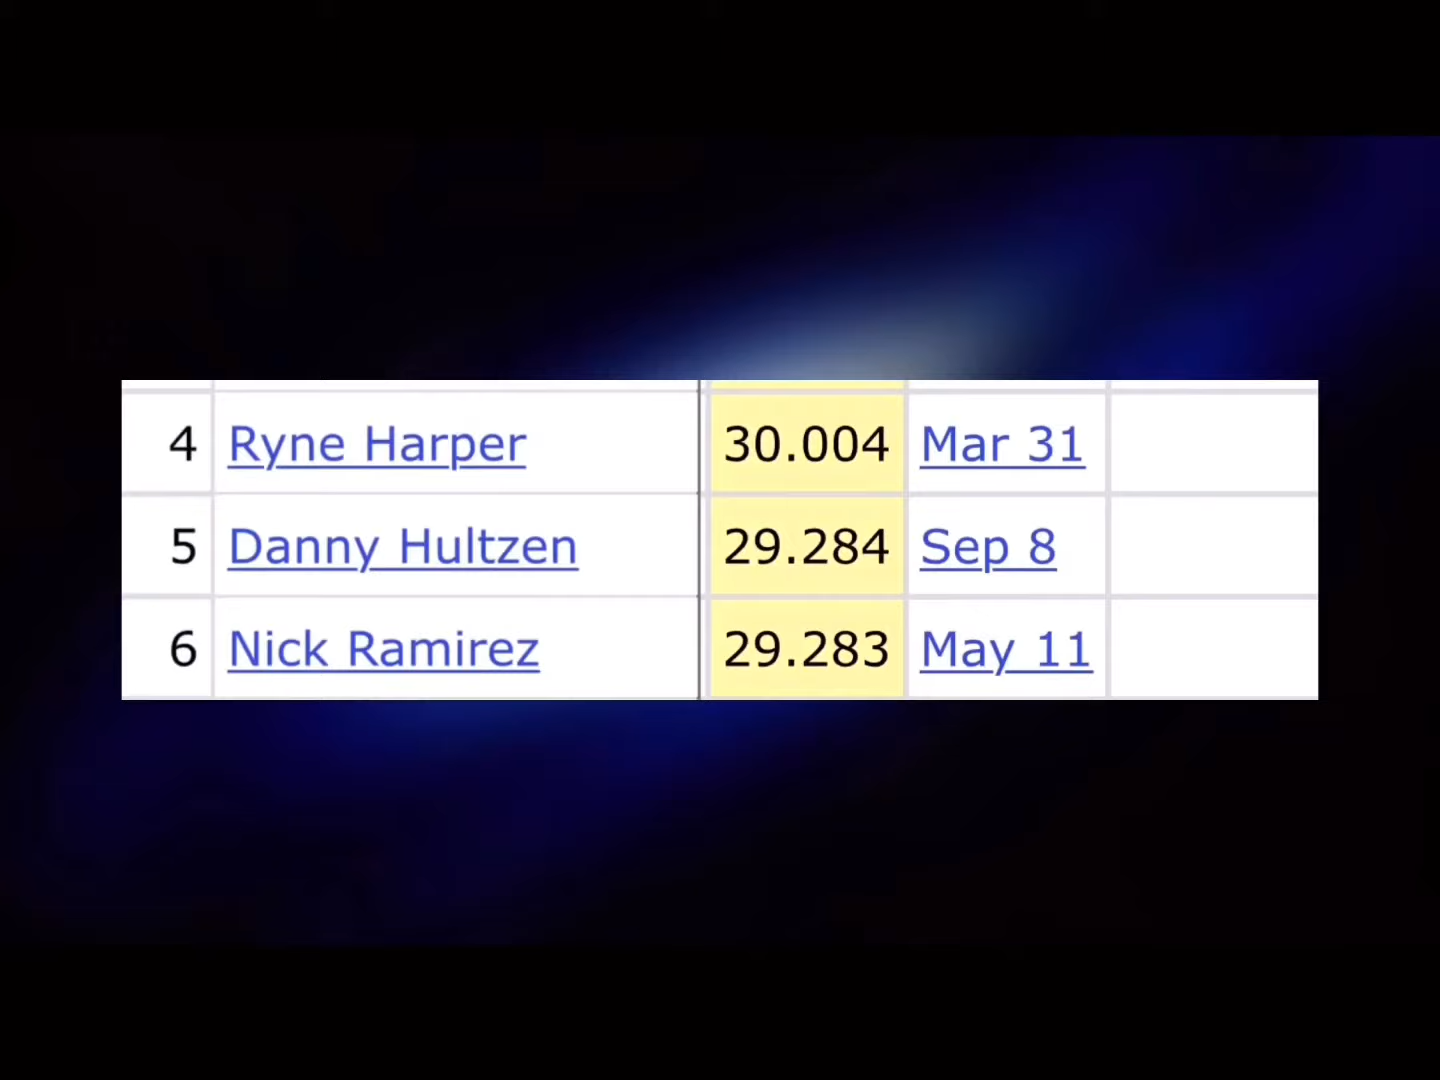 4 Ryne Harper 30.004 Mar 31
5 Danny Hultzen 29.284 Sep 8
6 Nick Ramirez 29.283 May 11